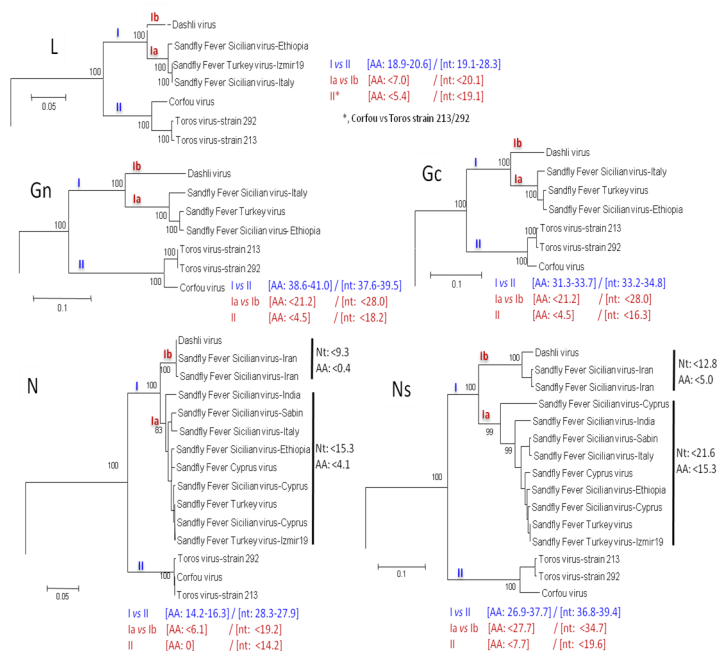 L
Ib
Dashli virus
I
Ia
Sandfly Fever Sicilian virus-Ethiopia
100
Sandfly Fever Turkey virus-Izmir19
100
Sandfly Fever Sicilian virus-Italy
100
Corfou virus
II
Toros virus-strain 292
100
100
Toros virus-strain 213
0.05
I vs II [AA: 18.9-20.6] / [nt: 19.1-28.3]
Ia vs Ib [AA: <7.0] / [nt: <20.1]
II* [AA: <5.4] / [nt: <19.1]
*, Corfou vs Toros strain 213/292
Gn
Ib
Dashli virus
I
100
Ia
Sandfly Fever Sicilian virus-Italy
100
Sandfly Fever Turkey virus
100
Sandfly Fever Sicilian virus- Ethiopia
100
Toros virus-strain 213
II
100
Toros virus-strain 292
100
Corfou virus
0.1
I vs II [AA: 38.6-41.0] / [nt: 37.6-39.5]
Ia vs Ib [AA: <21.2] / [nt: <28.0]
II [AA: <4.5] / [nt: <18.2]
Gc
Ib
Dashli virus
I
100
Ia
Sandfly Fever Sicilian virus-Italy
Sandfly Fever Turkey virus
100
100
Sandfly Fever Sicilian virus-Ethiopia
100
Toros virus-strain 213
II
100
Toros virus-strain 292
100
Corfou virus
0.1
I vs II [AA: 31.3-33.7] / [nt: 33.2-34.8]
Ia vs Ib [AA: <21.2] / [nt: <28.0]
II [AA: <4.5] / [nt: <16.3]
N
Dashli virus
Ib
Sandfly Fever Sicilian virus-Iran
100
Sandfly Fever Sicilian virus-Iran
Nt: <9.3
AA: <0.4
I
100
Sandfly Fever Sicilian virus-India
Ia
Sandfly Fever Sicilian virus-Sabin
83
Sandfly Fever Sicilian virus-Italy
Sandfly Fever Sicilian virus-Ethiopia
Sandfly Fever Cyprus virus
Sandfly Fever Sicilian virus-Cyprus
Sandfly Fever Turkey virus
Sandfly Fever Sicilian virus-Cyprus
Sandfly Fever Turkey virus-Izmir19
Nt: <15.3
AA: <4.1
100
Toros virus-strain 292
II
Corfou virus
100
Toros virus-strain 213
0.05
I vs II [AA: 14.2-16.3] / [nt: 28.3-27.9]
Ia vs Ib [AA: <6.1] / [nt: <19.2]
II [AA: 0] / [nt: <14.2]
Ns
Ib
Dashli virus
100
Sandfly Fever Sicilian virus-Iran
Sandfly Fever Sicilian virus-Iran
Nt: <12.8
AA: <5.0
I
100
Sandfly Fever Sicilian virus-Cyprus
Ia
Sandfly Fever Sicilian virus-India
99
Sandfly Fever Sicilian virus-Sabin
99
Sandfly Fever Sicilian virus-Italy
Sandfly Fever Cyprus virus
Sandfly Fever Sicilian virus-Ethiopia
Sandfly Fever Sicilian virus-Cyprus
Sandfly Fever Turkey virus
Sandfly Fever Turkey virus-Izmir19
Nt: <21.6
AA: <15.3
100
Toros virus-strain 213
II
Toros virus-strain 292
100
Corfou virus
0.1
I vs II [AA: 26.9-37.7] / [nt: 36.8-39.4]
Ia vs Ib [AA: <27.7] / [nt: <34.7]
II [AA: <7.7] / [nt: <19.6]